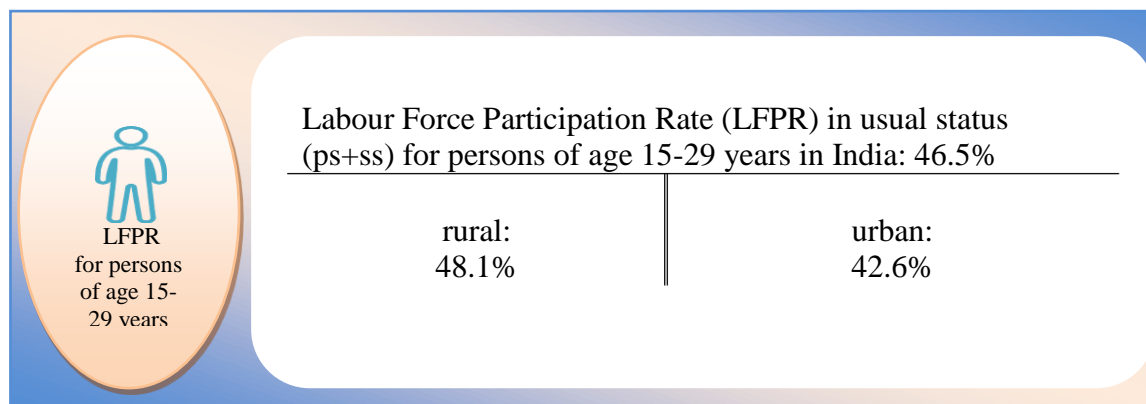 LFPR
for persons
of age 15-
29 years
Labour Force Participation Rate (LFPR) in usual status
(ps+ss) for persons of age 15-29 years in India: 46.5%
rural:
48.1%
urban:
42.6%